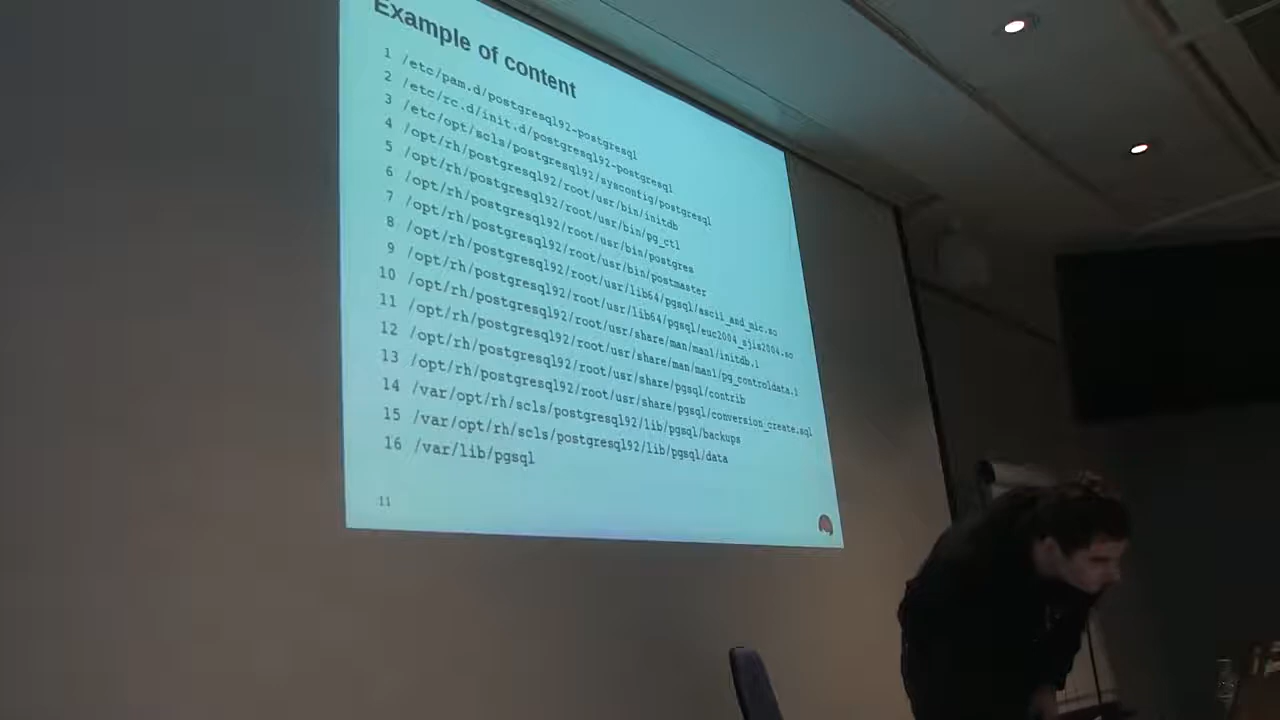 Example of content
1 /etc/pam.d/postgresql92-postgresql
2 /etc/rc.d/init.d/postgresql92-postgresql
3 /etc/opt/scls/postgresql92/sysconfig/postgresql
4 /opt/rh/postgresql92/root/usr/bin/initdb
5 /opt/rh/postgresql92/root/usr/bin/pg_ctl
6 /opt/rh/postgresql92/root/usr/bin/postgres
7 /opt/rh/postgresql92/root/usr/bin/postmaster
8 /opt/rh/postgresql92/root/usr/lib64/pgsql/ascii_and_mic.so
9 /opt/rh/postgresql92/root/usr/lib64/pgsql/euc2004_sjis2004.so
10 /opt/rh/postgresql92/root/usr/share/man/man1/initdb.1
11 /opt/rh/postgresql92/root/usr/share/man/man1/pg_controldata.1
12 /opt/rh/postgresql92/root/usr/share/pgsql/contrib
13 /opt/rh/postgresql92/root/usr/share/pgsql/conversion_create.sql
14 /var/opt/rh/scls/postgresql92/lib/pgsql/backups
15 /var/opt/rh/scls/postgresql92/lib/pgsql/data
16 /var/lib/pgsql
11